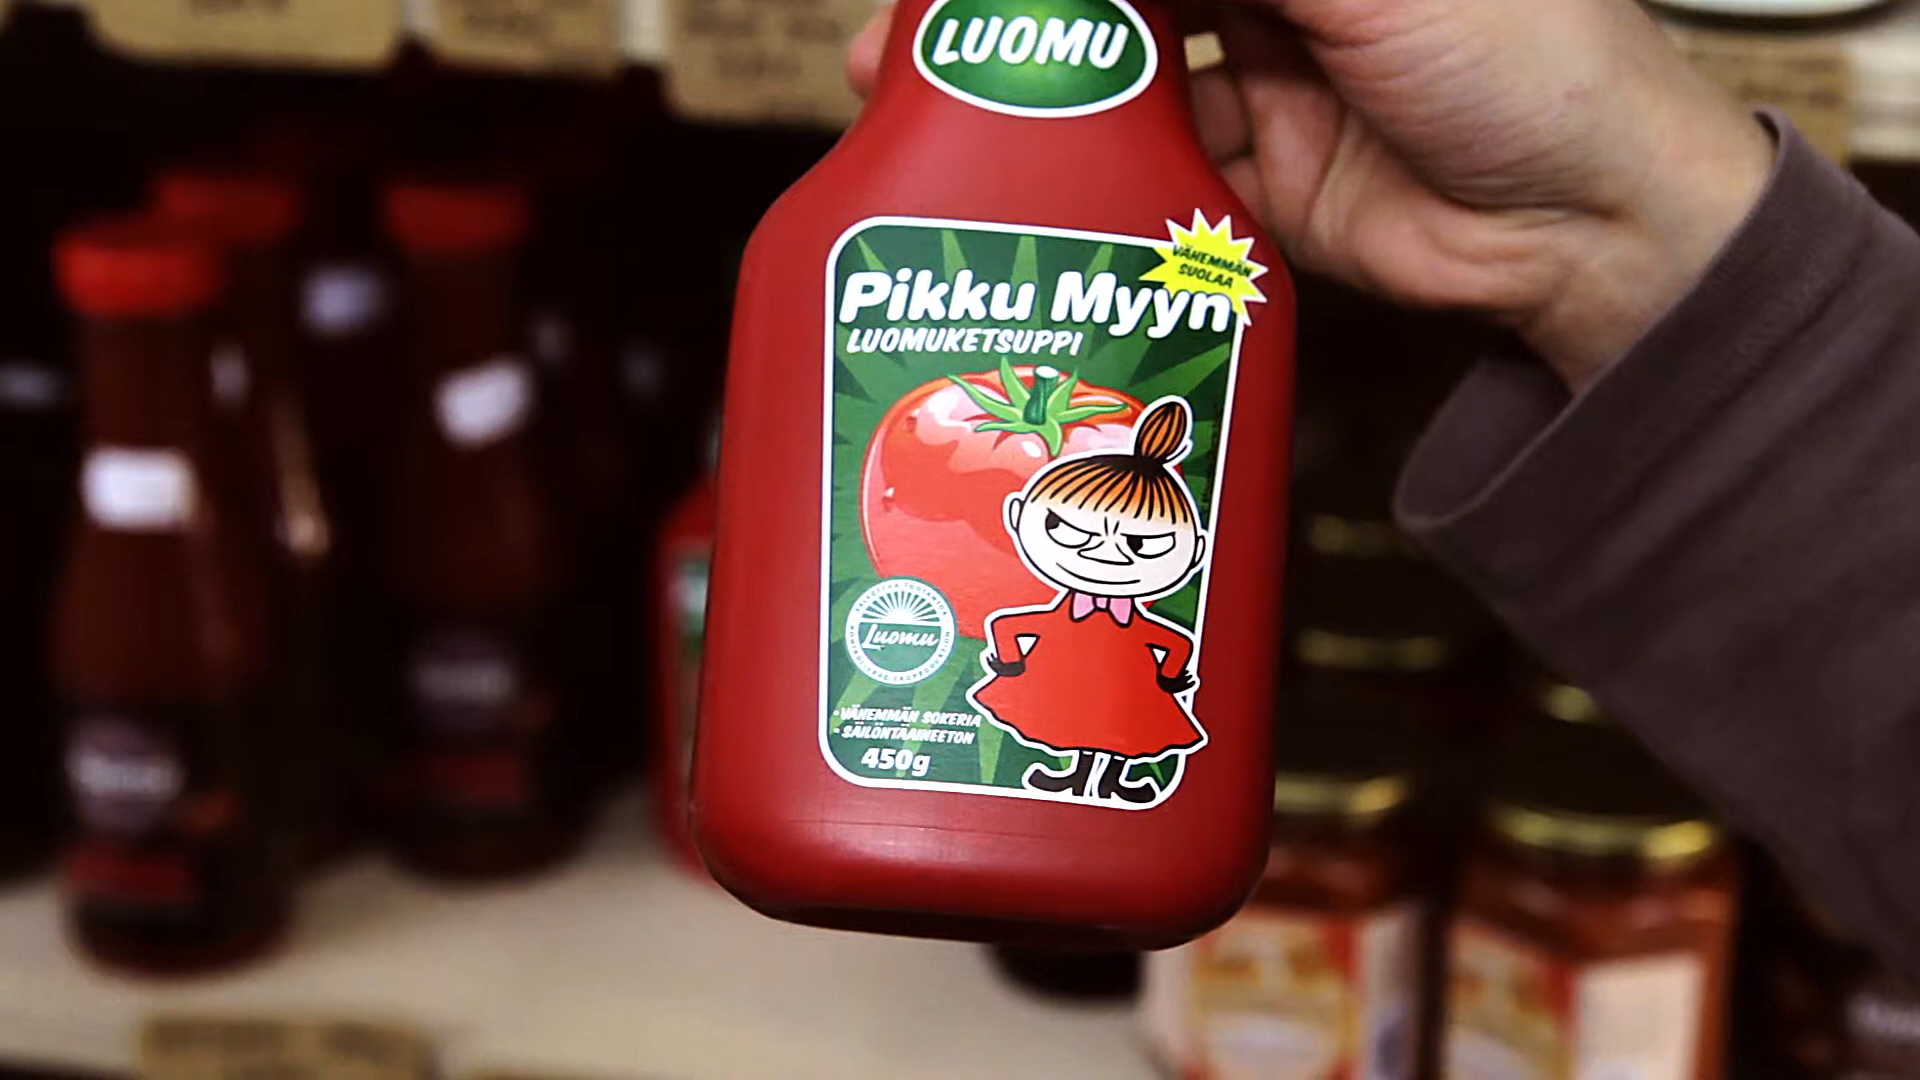 LUOMU
VÄHEMMÄN
SUOLAA
Pikku Myyn
LUOMUKETSUPPI
Luomu
• VÄHEMMÄN SOKERIA
• SÄILÖNTÄAINEETON
450g